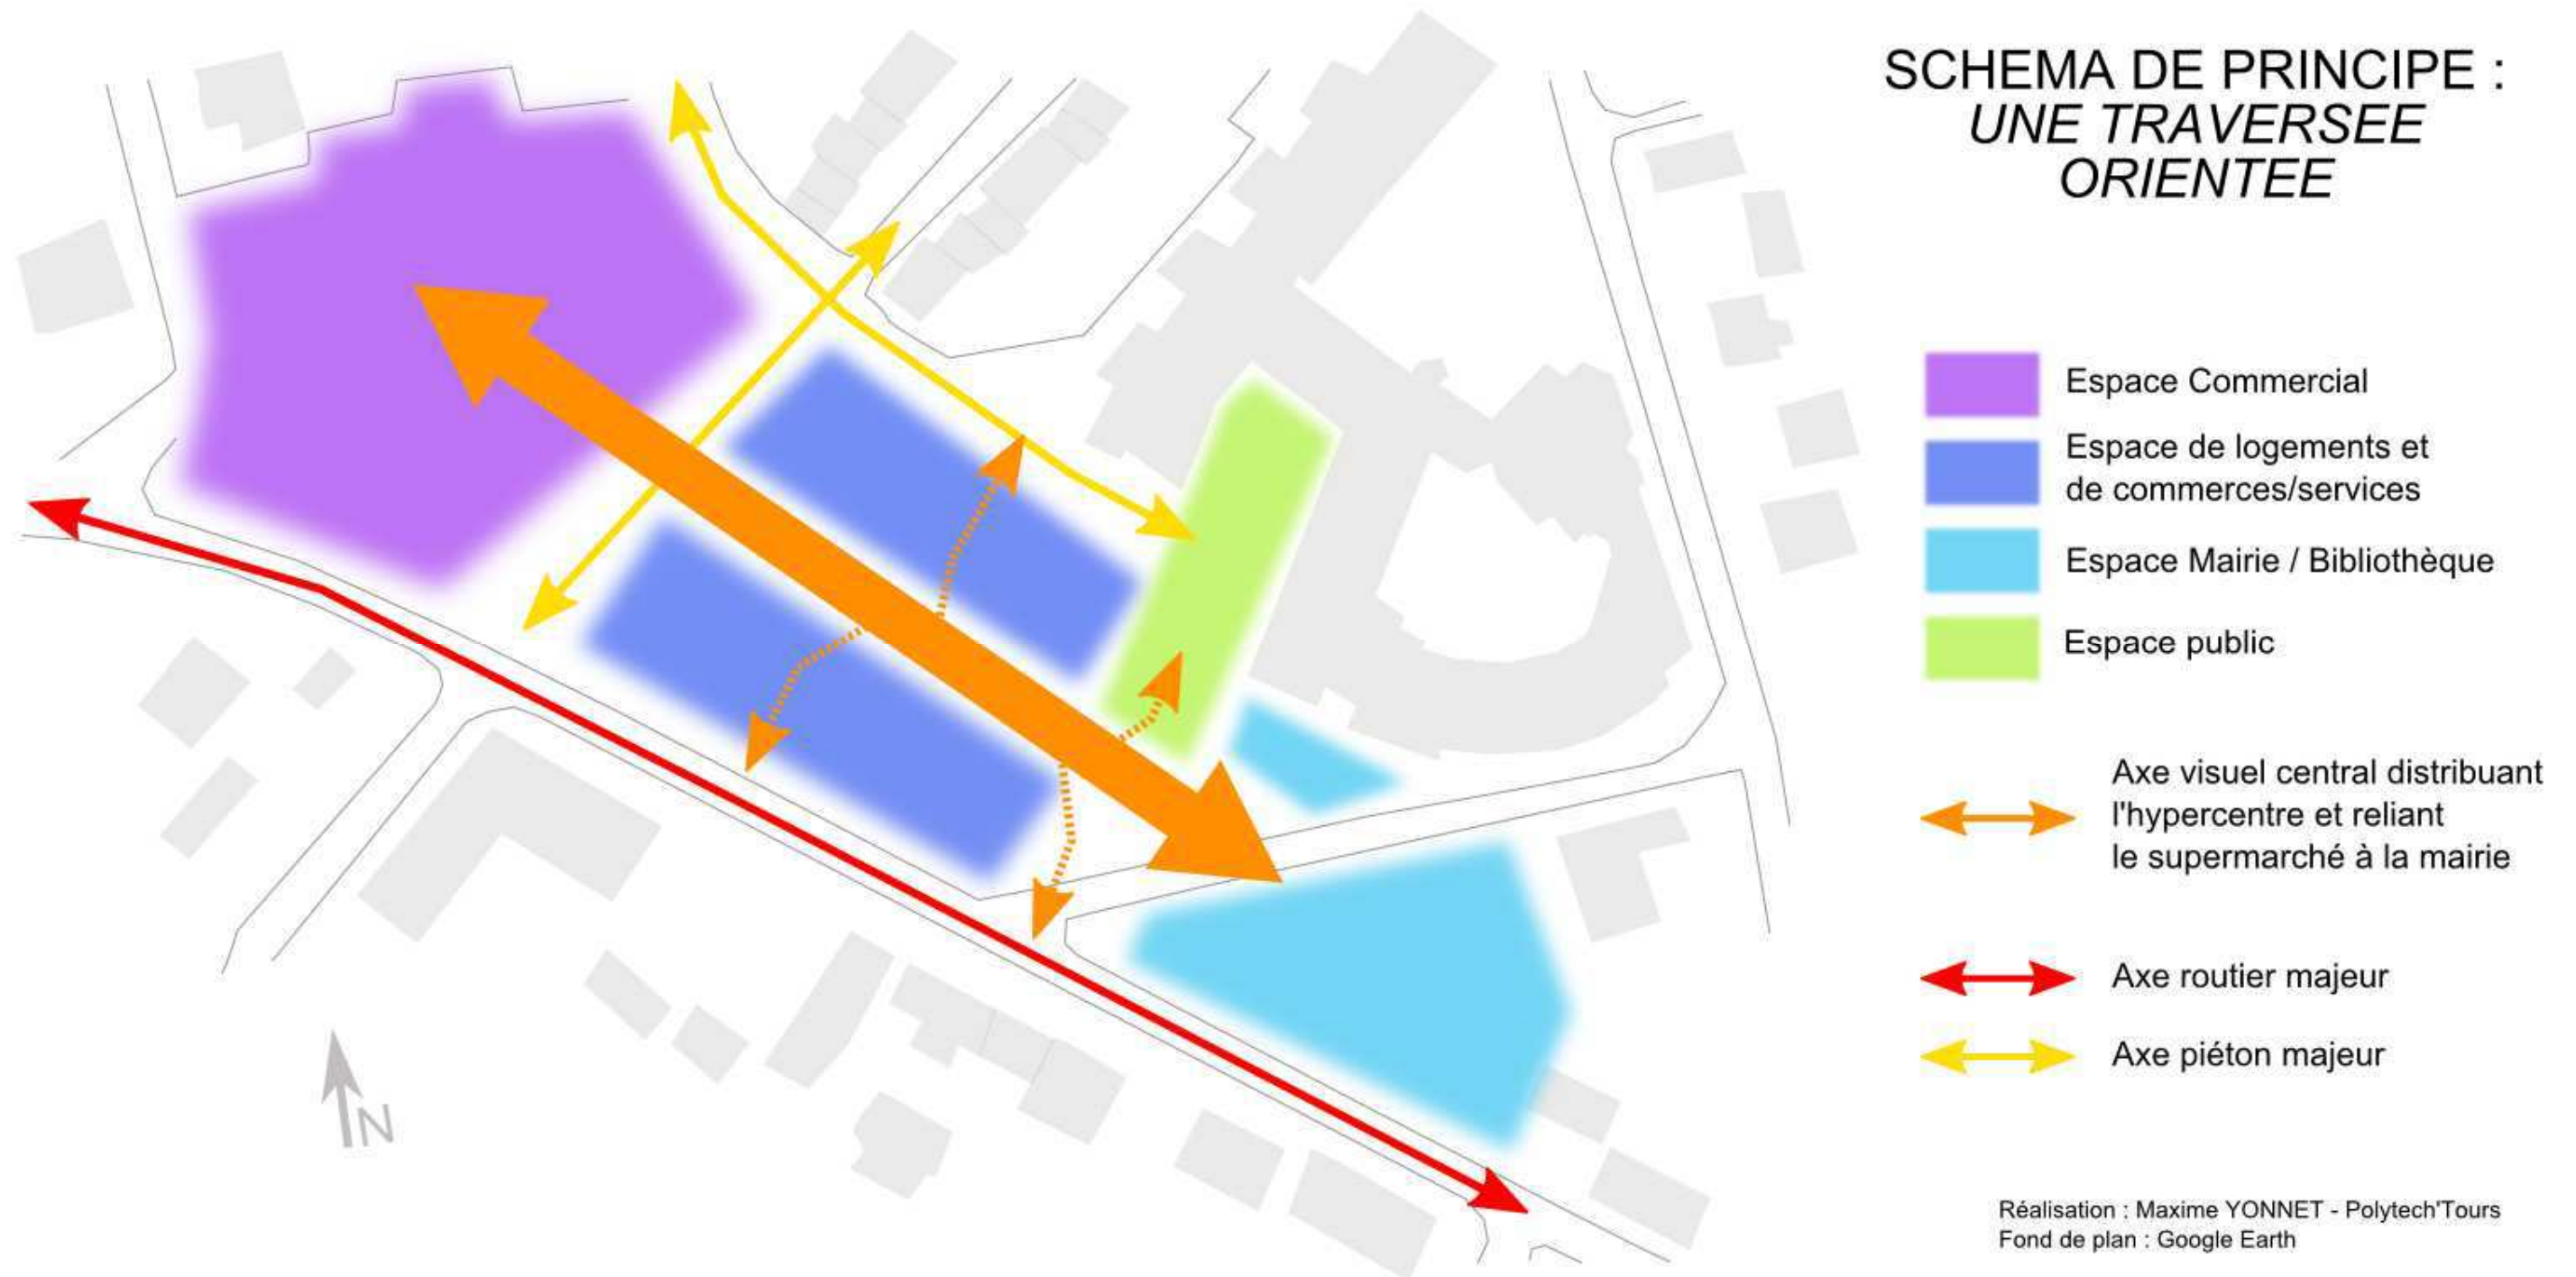 SCHEMA DE PRINCIPE :
UNE TRAVERSEE
ORIENTEE
Espace Commercial
Espace de logements et
de commerces/services
Espace Mairie / Bibliothèque
Espace public
Axe visuel central distribuant
l'hypercentre et reliant
le supermarché à la mairie
Axe routier majeur
Axe piéton majeur
N
Réalisation : Maxime YONNET - Polytech'Tours
Fond de plan : Google Earth